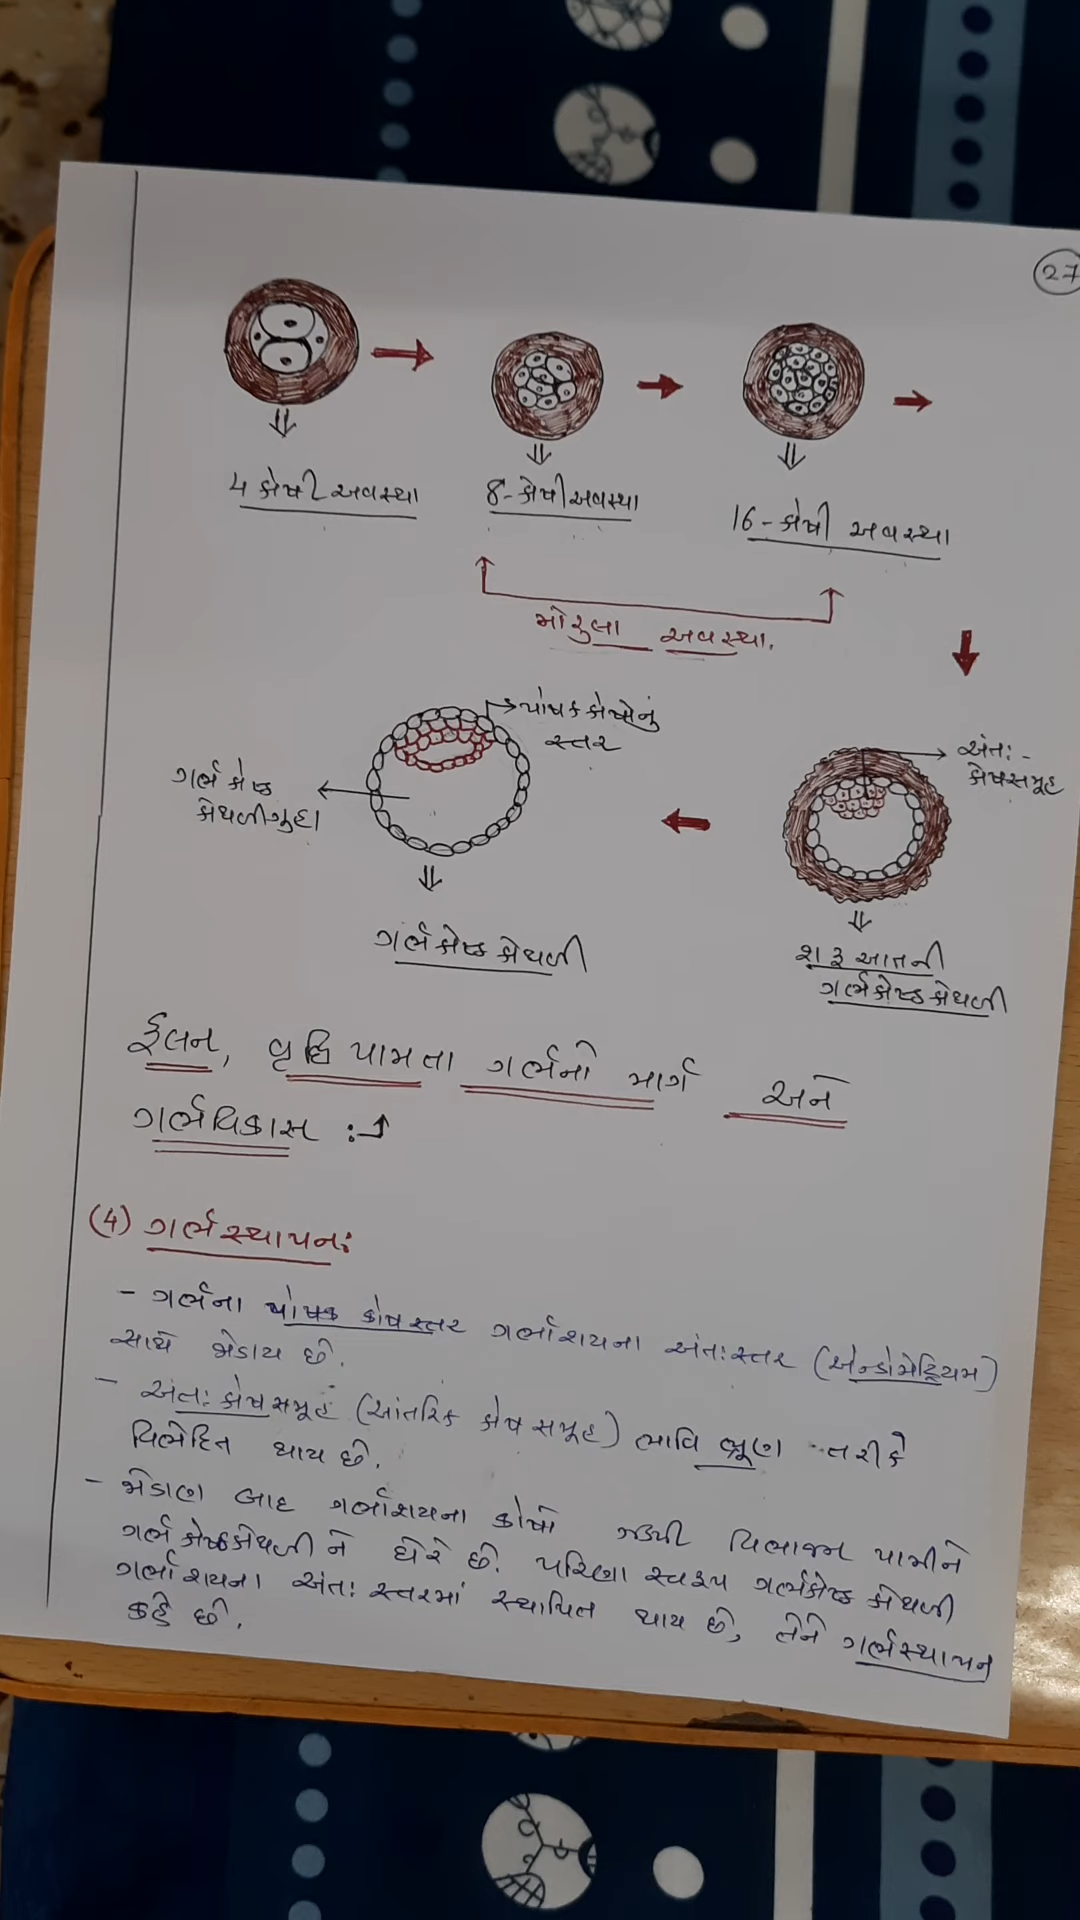 27
4 કોષી અવસ્થા
8-કોષીઅવસ્થા
16-કોષી અવસ્થા
મોરુલા અવસ્થા.
પોષકકોષોનું
સ્તર
અંતઃ-
કોષસમૂહ
ગર્ભકોષ્ઠ
કોથળીગુહા
ગર્ભકોષ્ઠકોથળી
શરૂઆતની
ગર્ભકોષ્ઠકોથળી
ફલન, વૃદ્ધિ પામતા ગર્ભનો માર્ગ અને
ગર્ભવિકાસ :-
(4) ગર્ભસ્થાપન:
- ગર્ભના પોષક કોષસ્તર ગર્ભાશયના અંતઃસ્તર (એન્ડોમેટ્રિયમ)
સાથે જોડાય છે.
- અંતઃ કોષસમૂહ (આંતરિક કોષ સમૂહ) ભાવિ ભ્રૂણ તરીકે
વિભેદિત થાય છે.
- જોડાણ બાદ ગર્ભાશયના કોષો ઝડપી વિભાજન પામીને
ગર્ભકોષ્ઠકોથળીને ઘેરે છે. પરિણામ સ્વરૂપ ગર્ભકોષ્ઠ કોથળી
ગર્ભાશયના અંતઃ સ્તરમાં સ્થાપિત થાય છે, તેને ગર્ભસ્થાપન
કહે છે.